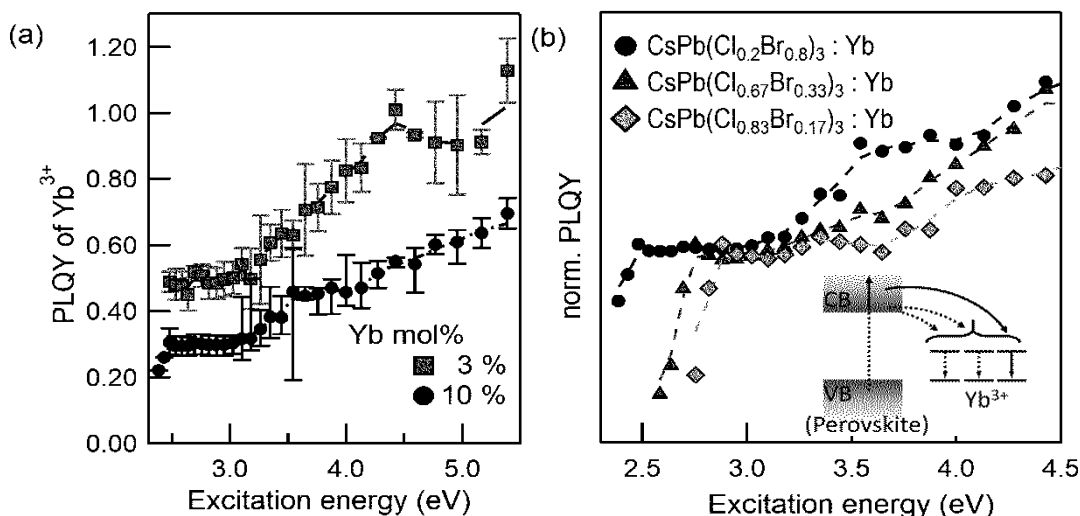 (a)
1.20
1.00
0.80
0.60
0.40
0.20
0.00
PLQY of Yb³⁺
Yb mol%
3 %
10 %
3.0 4.0 5.0
Excitation energy (eV)
(b)
CsPb(Cl₀.₂Br₀.₈)₃ : Yb
CsPb(Cl₀.₆₇Br₀.₃₃)₃ : Yb
CsPb(Cl₀.₈₃Br₀.₁₇)₃ : Yb
norm. PLQY
CB
VB
Yb³⁺
(Perovskite)
2.5 3.0 3.5 4.0 4.5
Excitation energy (eV)